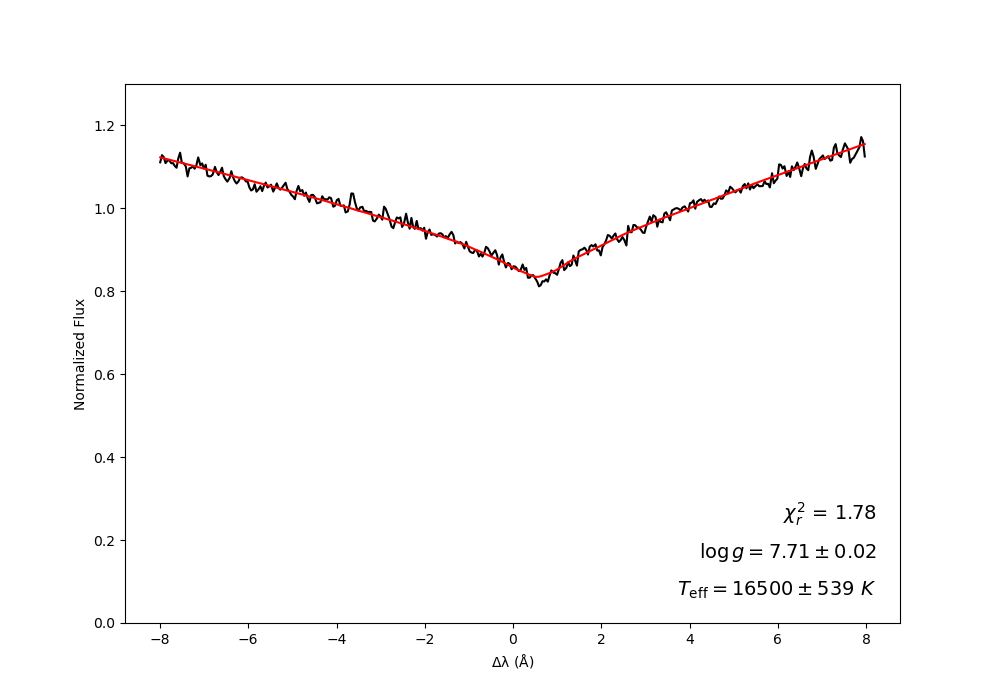 1.2
1.0
0.8
0.6
0.4
0.2
0.0
Normalized Flux
χ²ᵣ = 1.78
log g = 7.71 ± 0.02
T_eff = 16500 ± 539 K
−8 −6 −4 −2 0 2 4 6 8
Δλ (Å)